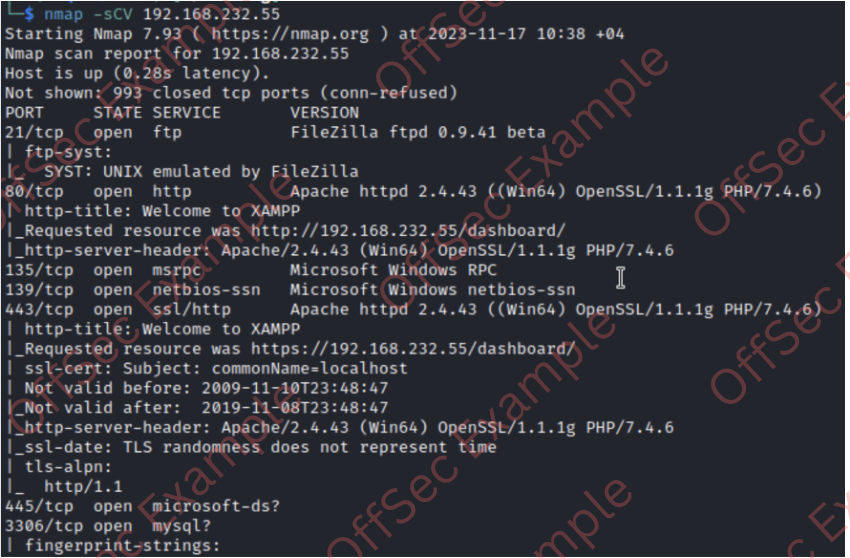 └─$ nmap -sCV 192.168.232.55
Starting Nmap 7.93 ( https://nmap.org ) at 2023-11-17 10:38 +04
Nmap scan report for 192.168.232.55
Host is up (0.28s latency).
Not shown: 993 closed tcp ports (conn-refused)
PORT     STATE SERVICE       VERSION
21/tcp   open  ftp           FileZilla ftpd 0.9.41 beta
| ftp-syst:
|_  SYST: UNIX emulated by FileZilla
80/tcp   open  http          Apache httpd 2.4.43 ((Win64) OpenSSL/1.1.1g PHP/7.4.6)
| http-title: Welcome to XAMPP
|_Requested resource was http://192.168.232.55/dashboard/
|_http-server-header: Apache/2.4.43 (Win64) OpenSSL/1.1.1g PHP/7.4.6
135/tcp  open  msrpc         Microsoft Windows RPC
139/tcp  open  netbios-ssn   Microsoft Windows netbios-ssn
443/tcp  open  ssl/http      Apache httpd 2.4.43 ((Win64) OpenSSL/1.1.1g PHP/7.4.6)
| http-title: Welcome to XAMPP
|_Requested resource was https://192.168.232.55/dashboard/
| ssl-cert: Subject: commonName=localhost
| Not valid before: 2009-11-10T23:48:47
|_Not valid after:  2019-11-08T23:48:47
|_http-server-header: Apache/2.4.43 (Win64) OpenSSL/1.1.1g PHP/7.4.6
|_ssl-date: TLS randomness does not represent time
| tls-alpn:
|_  http/1.1
445/tcp  open  microsoft-ds?
3306/tcp open  mysql?
| fingerprint-strings:
OffSec Example
OffSec Example
OffSec Example
OffSec Example